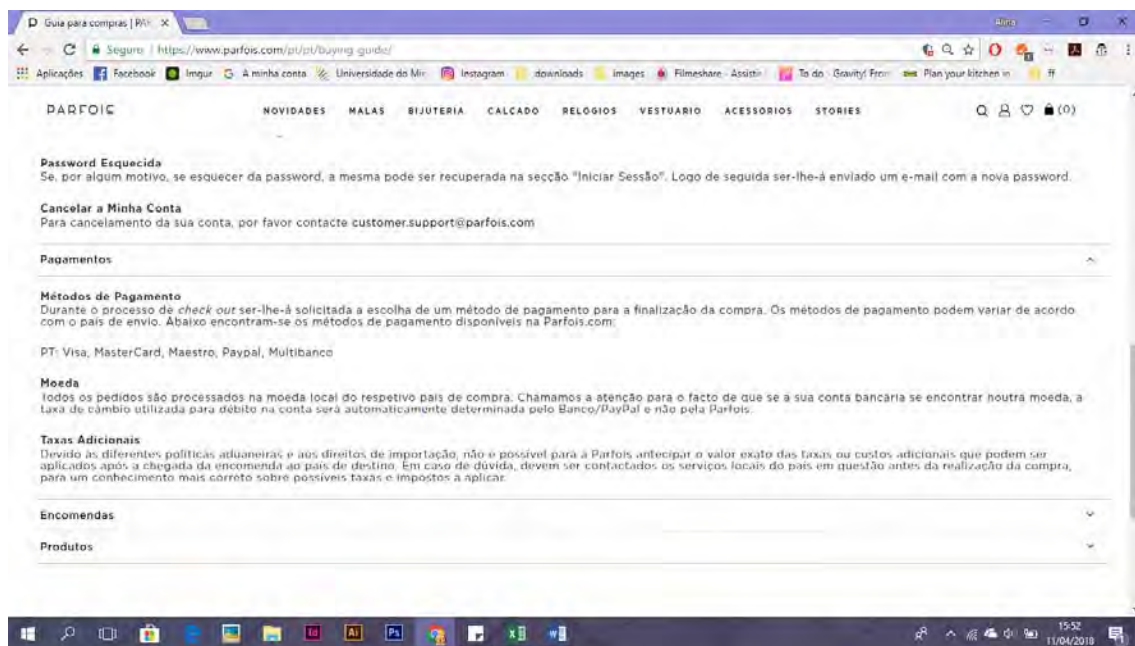 Guia para compras | PAR
Anna
Seguro | https://www.parfois.com/pt/pt/buying-guide/
Aplicações Facebook Imgur A minha conta Universidade do Min Instagram downloads images Filmeshare - Assistir To do - Gravity! From Plan your kitchen in ff
PARFOIS NOVIDADES MALAS BIJUTERIA CALÇADO RELÓGIOS VESTUÁRIO ACESSÓRIOS STORIES (0)
Password Esquecida
Se, por algum motivo, se esquecer da password, a mesma pode ser recuperada na secção "Iniciar Sessão". Logo de seguida ser-lhe-á enviado um e-mail com a nova password.
Cancelar a Minha Conta
Para cancelamento da sua conta, por favor contacte customer.support@parfois.com
Pagamentos
Métodos de Pagamento
Durante o processo de check out ser-lhe-á solicitada a escolha de um método de pagamento para a finalização da compra. Os métodos de pagamento podem variar de acordo
com o país de envio. Abaixo encontram-se os métodos de pagamento disponíveis na Parfois.com:
PT: Visa, MasterCard, Maestro, Paypal, Multibanco
Moeda
Todos os pedidos são processados na moeda local do respetivo país de compra. Chamamos a atenção para o facto de que se a sua conta bancária se encontrar noutra moeda, a
taxa de câmbio utilizada para débito na conta será automaticamente determinada pelo Banco/PayPal e não pela Parfois.
Taxas Adicionais
Devido às diferentes políticas aduaneiras e aos direitos de importação, não é possível para a Parfois antecipar o valor exato das taxas ou custos adicionais que podem ser
aplicados após a chegada da encomenda ao país de destino. Em caso de dúvida, devem ser contactados os serviços locais do país em questão antes da realização da compra,
para um conhecimento mais correto sobre possíveis taxas e impostos a aplicar.
Encomendas
Produtos
Id Ai Ps
15:52
11/04/2018